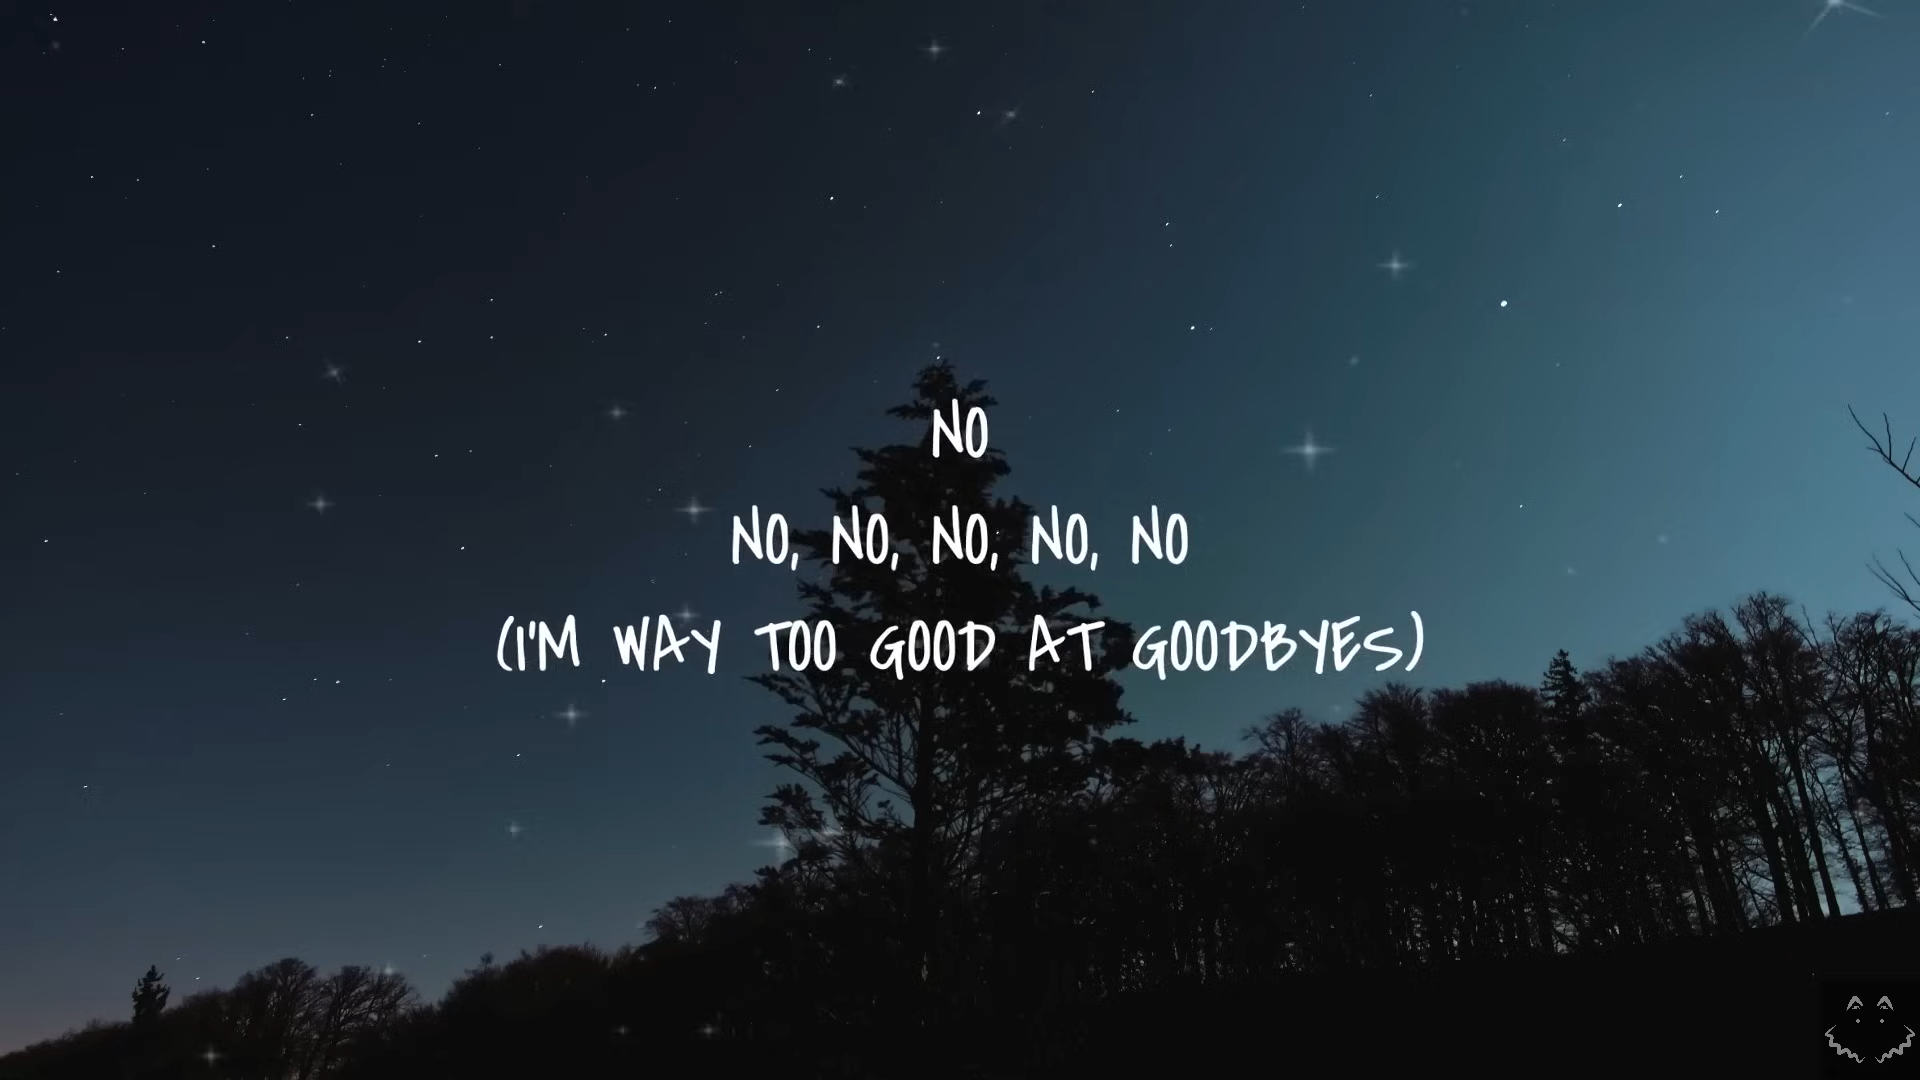 NO
NO, NO, NO, NO, NO
(I'M WAY TOO GOOD AT GOODBYES)